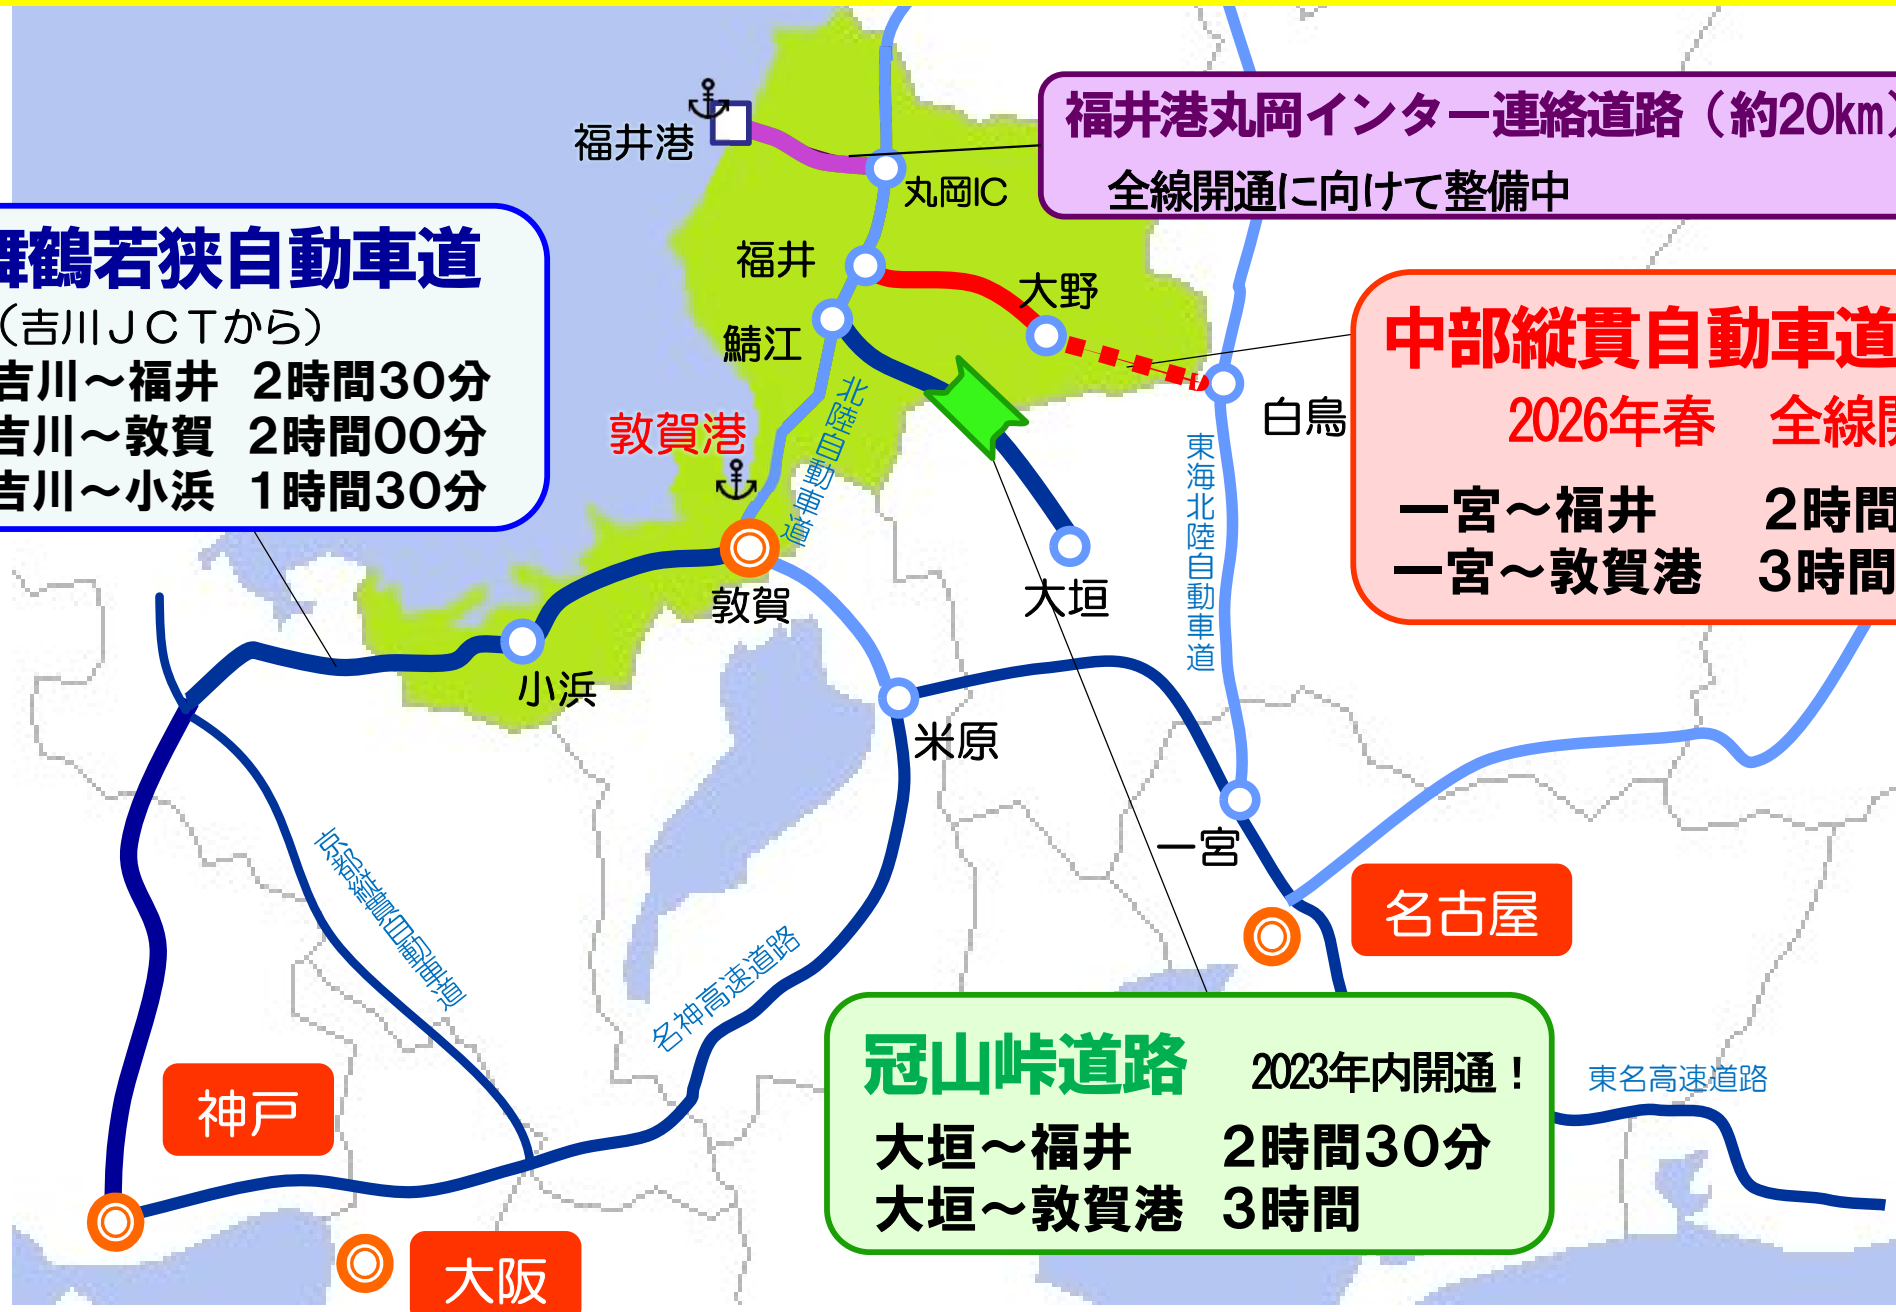 福井港丸岡インター連絡道路（約20km）
全線開通に向けて整備中
福井港
丸岡IC
舞鶴若狭自動車道
（吉川ＪＣＴから）
吉川～福井 2時間30分
吉川～敦賀 2時間00分
吉川～小浜 1時間30分
福井
大野
鯖江
中部縦貫自動車道
2026年春 全線開
一宮～福井 2時間
一宮～敦賀港 3時間
白鳥
敦賀港
北陸自動車道
東海北陸自動車道
敦賀
大垣
小浜
米原
一宮
京都縦貫自動車道
名神高速道路
名古屋
冠山峠道路 2023年内開通！
大垣～福井 2時間30分
大垣～敦賀港 3時間
東名高速道路
神戸
大阪